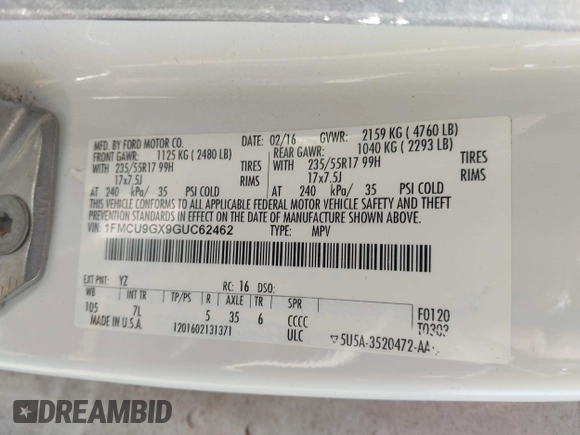 MFD. BY FORD MOTOR CO.
DATE: 02/16 GVWR: 2159 KG ( 4760 LB)
FRONT GAWR: 1125 KG ( 2480 LB)
REAR GAWR: 1040 KG ( 2293 LB)
WITH 235/55R17 99H TIRES
WITH 235/55R17 99H TIRES
17x7.5J RIMS
17x7.5J RIMS
AT 240 kPa/ 35 PSI COLD
AT 240 kPa/ 35 PSI COLD
THIS VEHICLE CONFORMS TO ALL APPLICABLE FEDERAL MOTOR VEHICLE SAFETY AND THEFT
PREVENTION STANDARDS IN EFFECT ON THE DATE OF MANUFACTURE SHOWN ABOVE.
VIN: 1FMCU9GX9GUC62462 TYPE: MPV
EXT PNT: YZ RC: 16 DSO:
WB INT TR TP/PS R AXLE TR SPR
105 7L 5 35 6 CCCC
F0120
T0303
MADE IN U.S.A. 1201602131371 ULC
▽5U5A-3520472-AA
DREAMBID